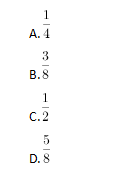 A. 1/4
B. 3/8
C. 1/2
D. 5/8